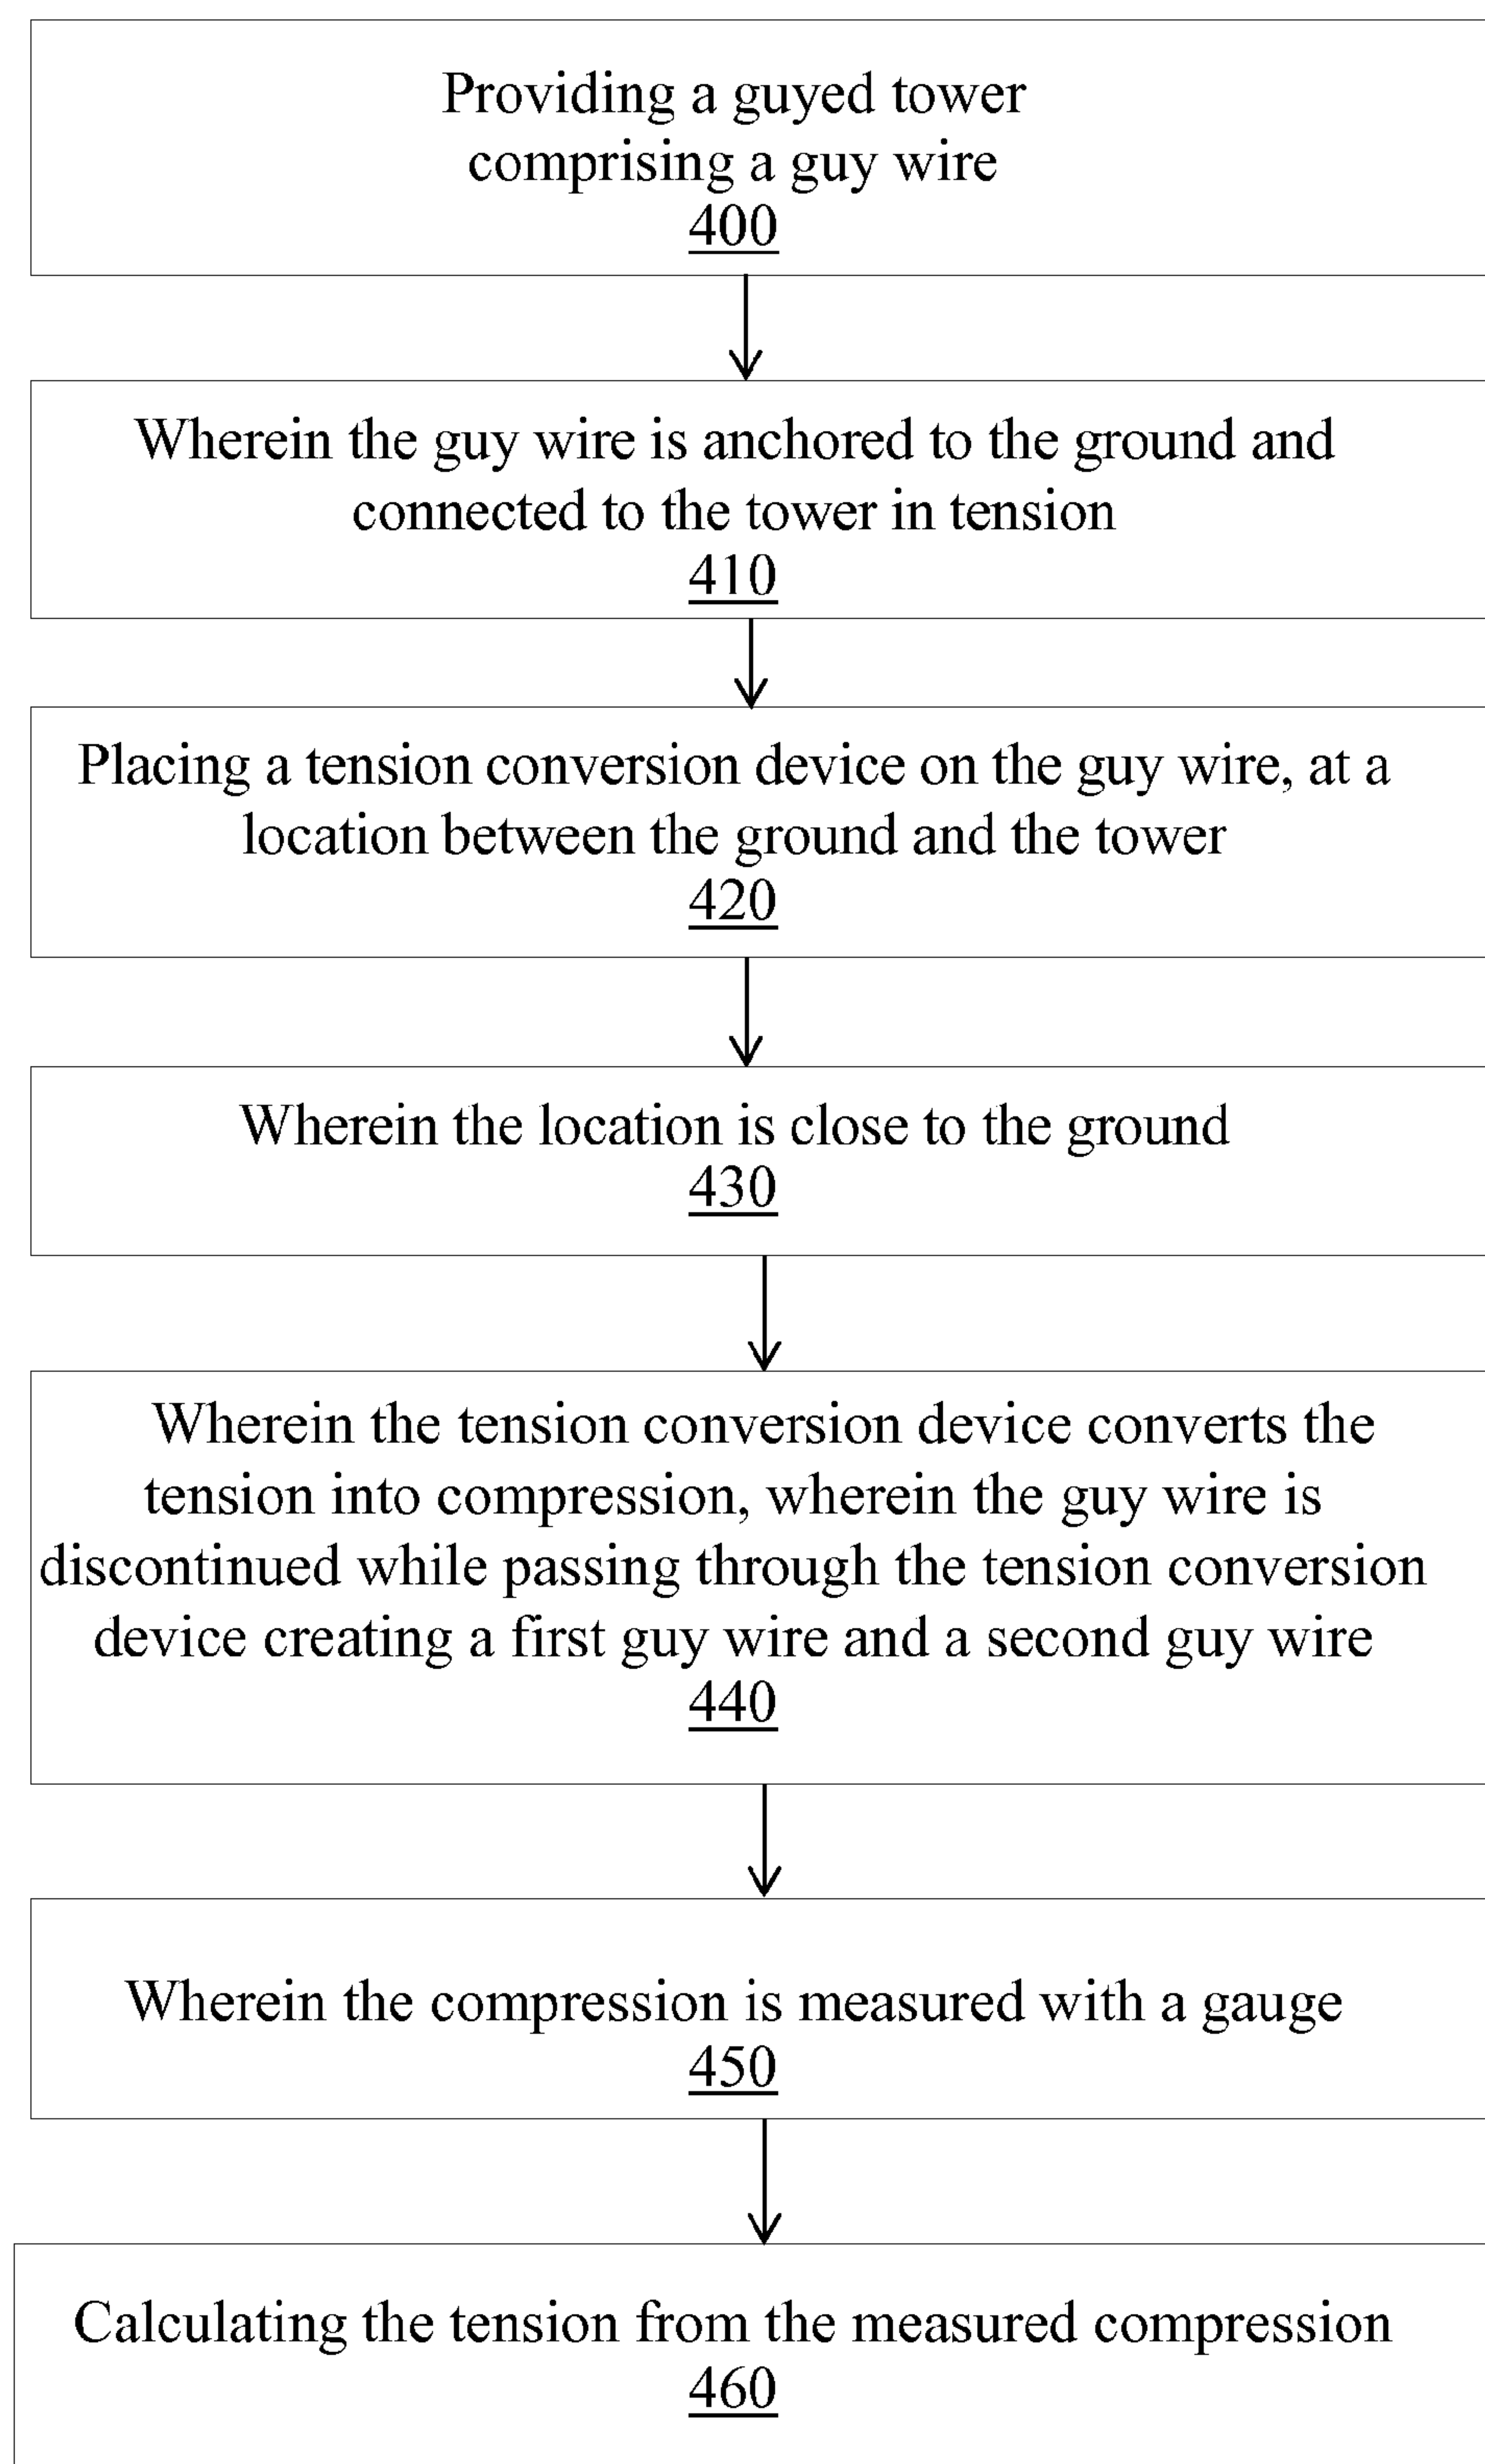 Providing a guyed tower
comprising a guy wire
400
Wherein the guy wire is anchored to the ground and
connected to the tower in tension
410
Placing a tension conversion device on the guy wire, at a
location between the ground and the tower
420
Wherein the location is close to the ground
430
Wherein the tension conversion device converts the
tension into compression, wherein the guy wire is
discontinued while passing through the tension conversion
device creating a first guy wire and a second guy wire
440
Wherein the compression is measured with a gauge
450
Calculating the tension from the measured compression
460